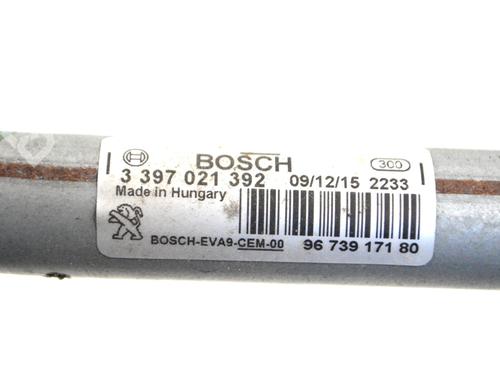 BOSCH
300
3 397 021 392 09/12/15 2233
Made in Hungary
BOSCH-EVA9-CEM-00 96 739 171 80